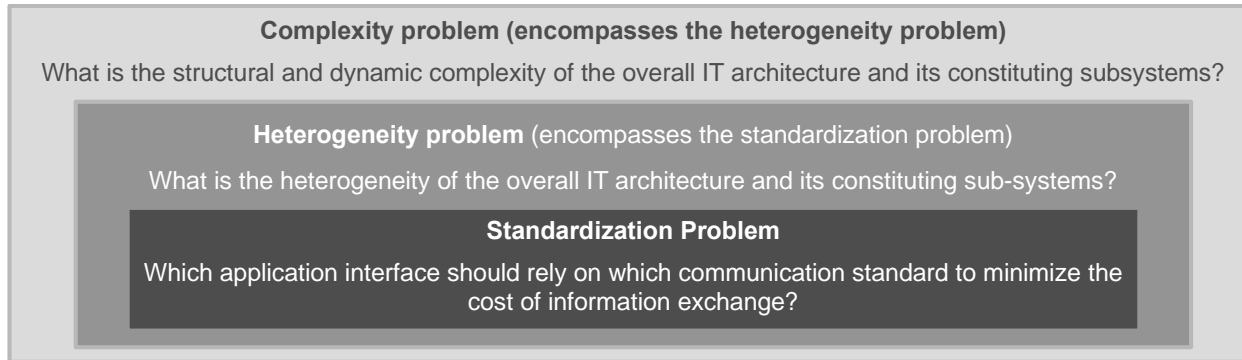 Complexity problem (encompasses the heterogeneity problem)
What is the structural and dynamic complexity of the overall IT architecture and its constituting subsystems?
Heterogeneity problem (encompasses the standardization problem)
What is the heterogeneity of the overall IT architecture and its constituting sub-systems?
Standardization Problem
Which application interface should rely on which communication standard to minimize the
cost of information exchange?